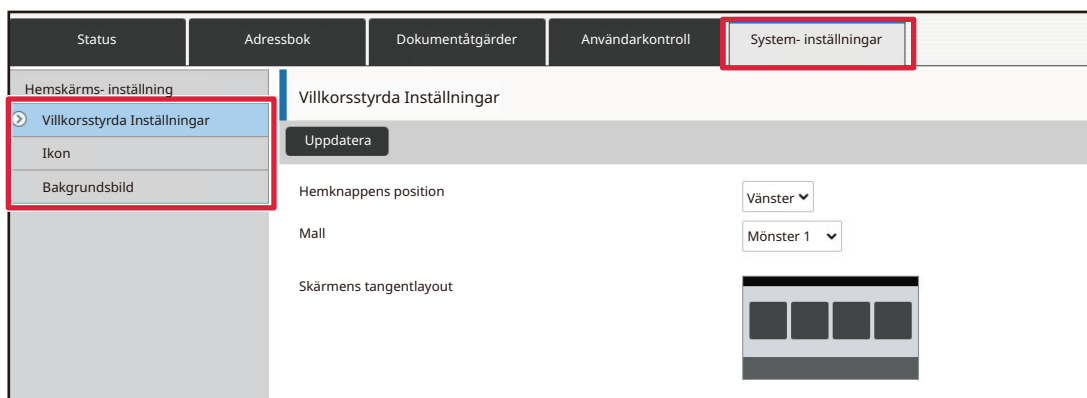 Status
Adressbok
Dokumentåtgärder
Användarkontroll
System- inställningar
Hemskärms- inställning
Villkorsstyrda Inställningar
Ikon
Bakgrundsbild
Villkorsstyrda Inställningar
Uppdatera
Hemknappens position
Vänster
Mall
Mönster 1
Skärmens tangentlayout